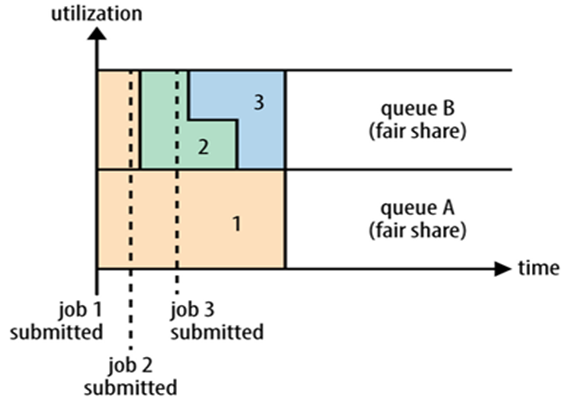 utilization
3
queue B
(fair share)
2
1
queue A
(fair share)
time
job 1
submitted
job 3
submitted
job 2
submitted